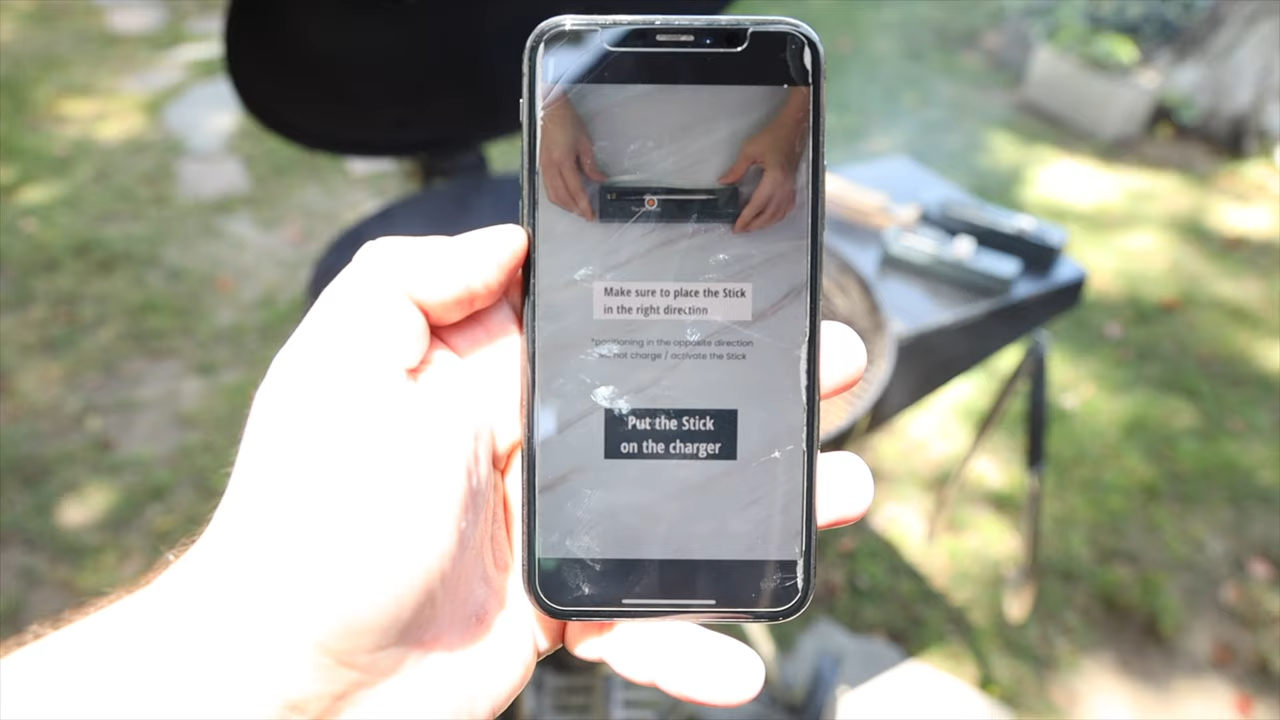 Make sure to place the Stick
in the right direction
*positioning in the opposite direction
not charge / activate the Stick
Put the Stick
on the charger